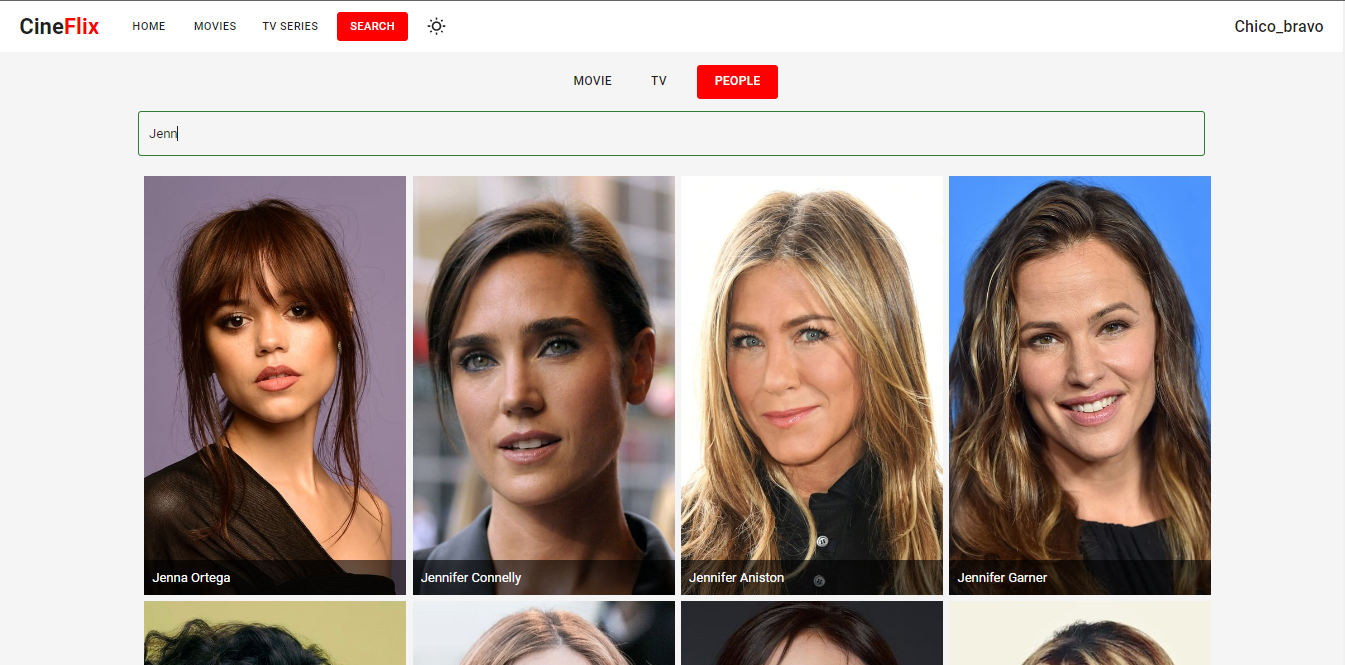 CineFlix HOME MOVIES TV SERIES SEARCH Chico_bravo
MOVIE TV PEOPLE
Jenn
Jenna Ortega Jennifer Connelly Jennifer Aniston Jennifer Garner